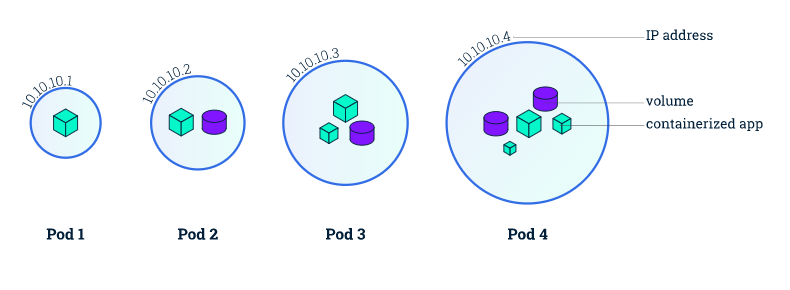 10.10.10.1
10.10.10.2
10.10.10.3
10.10.10.4
IP address
volume
containerized app
Pod 1
Pod 2
Pod 3
Pod 4